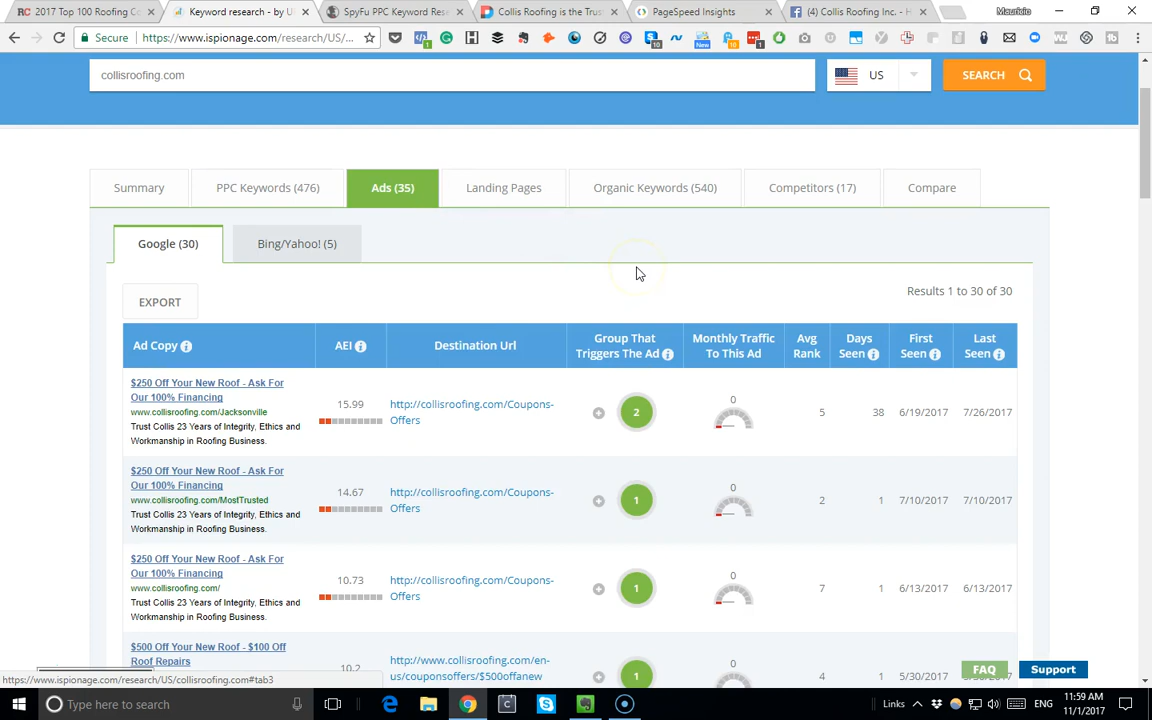 2017 Top 100 Roofing C
Keyword research - by U
SpyFu PPC Keyword Rese
Collis Roofing is the Trus
PageSpeed Insights
(4) Collis Roofing Inc. - H
Mauricio
Secure
https://www.ispionage.com/research/US/...
collisroofing.com
US
SEARCH
Summary
PPC Keywords (476)
Ads (35)
Landing Pages
Organic Keywords (540)
Competitors (17)
Compare
Google (30)
Bing/Yahoo! (5)
EXPORT
Results 1 to 30 of 30
Ad Copy
AEI
Destination Url
Group That
Triggers The Ad
Monthly Traffic
To This Ad
Avg
Rank
Days
Seen
First
Seen
Last
Seen
$250 Off Your New Roof - Ask For
Our 100% Financing
www.collisroofing.com/Jacksonville
Trust Collis 23 Years of Integrity, Ethics and
Workmanship in Roofing Business.
15.99
http://collisroofing.com/Coupons-
Offers
2
0
5
38
6/19/2017
7/26/2017
$250 Off Your New Roof - Ask For
Our 100% Financing
www.collisroofing.com/MostTrusted
Trust Collis 23 Years of Integrity, Ethics and
Workmanship in Roofing Business.
14.67
http://collisroofing.com/Coupons-
Offers
1
0
2
1
7/10/2017
7/10/2017
$250 Off Your New Roof - Ask For
Our 100% Financing
www.collisroofing.com/
Trust Collis 23 Years of Integrity, Ethics and
Workmanship in Roofing Business.
10.73
http://collisroofing.com/Coupons-
Offers
1
0
7
1
6/13/2017
6/13/2017
$500 Off Your New Roof - $100 Off
Roof Repairs
10.2
http://www.collisroofing.com/en-
us/couponsoffers/$500offanew
1
0
4
1
5/30/2017
5/30/2017
FAQ
Support
https://www.ispionage.com/research/US/collisroofing.com#tab3
Type here to search
Links
ENG
11:59 AM
11/1/2017